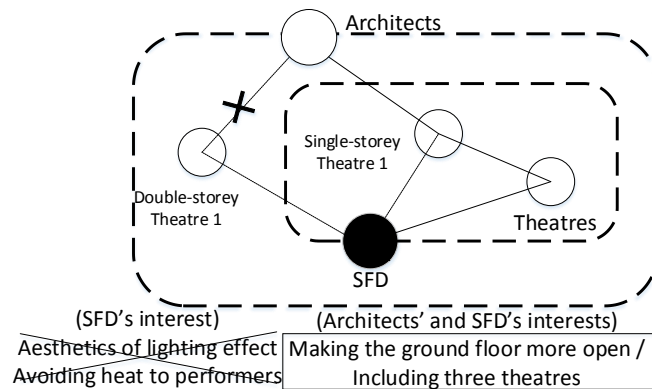 Architects
Single-storey
Theatre 1
Double-storey
Theatre 1
Theatres
SFD
(SFD's interest)
Aesthetics of lighting effect
Avoiding heat to performers
(Architects' and SFD's interests)
Making the ground floor more open /
Including three theatres